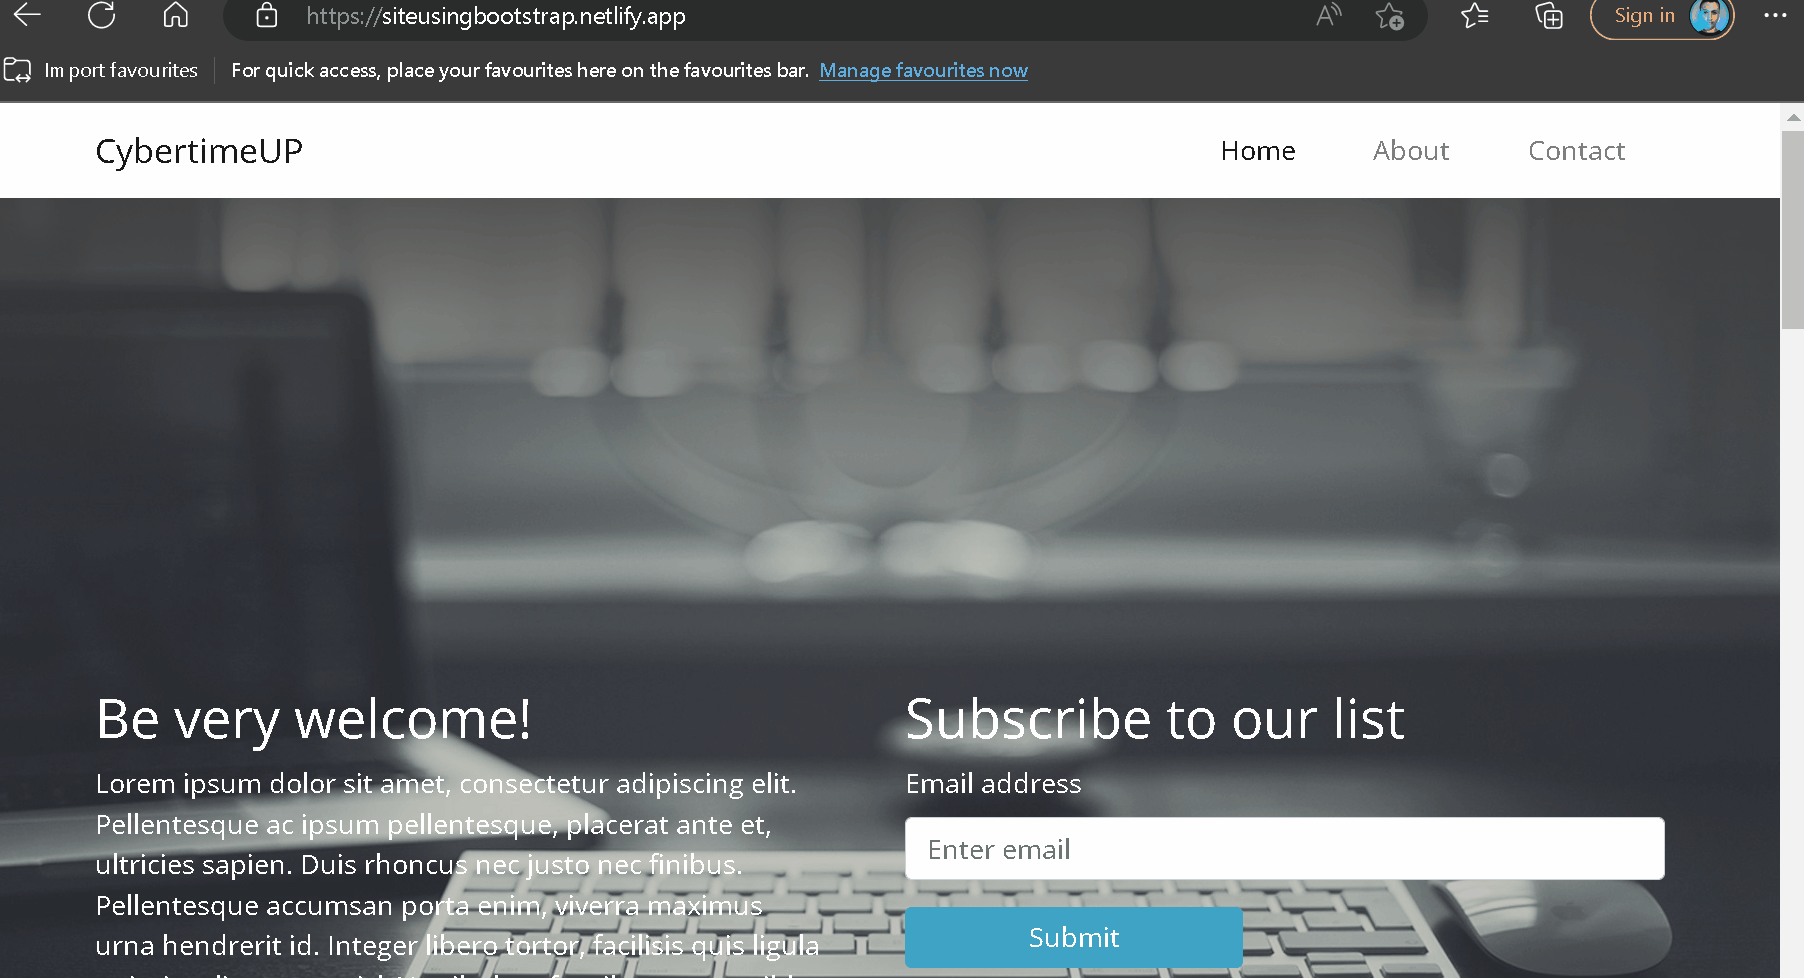 https://siteusingbootstrap.netlify.app
Sign in
Import favourites
For quick access, place your favourites here on the favourites bar. Manage favourites now
CybertimeUP
Home
About
Contact
Be very welcome!
Lorem ipsum dolor sit amet, consectetur adipiscing elit.
Pellentesque ac ipsum pellentesque, placerat ante et,
ultricies sapien. Duis rhoncus nec justo nec finibus.
Pellentesque accumsan porta enim, viverra maximus
urna hendrerit id. Integer libero tortor, facilisis quis ligula
Subscribe to our list
Email address
Enter email
Submit